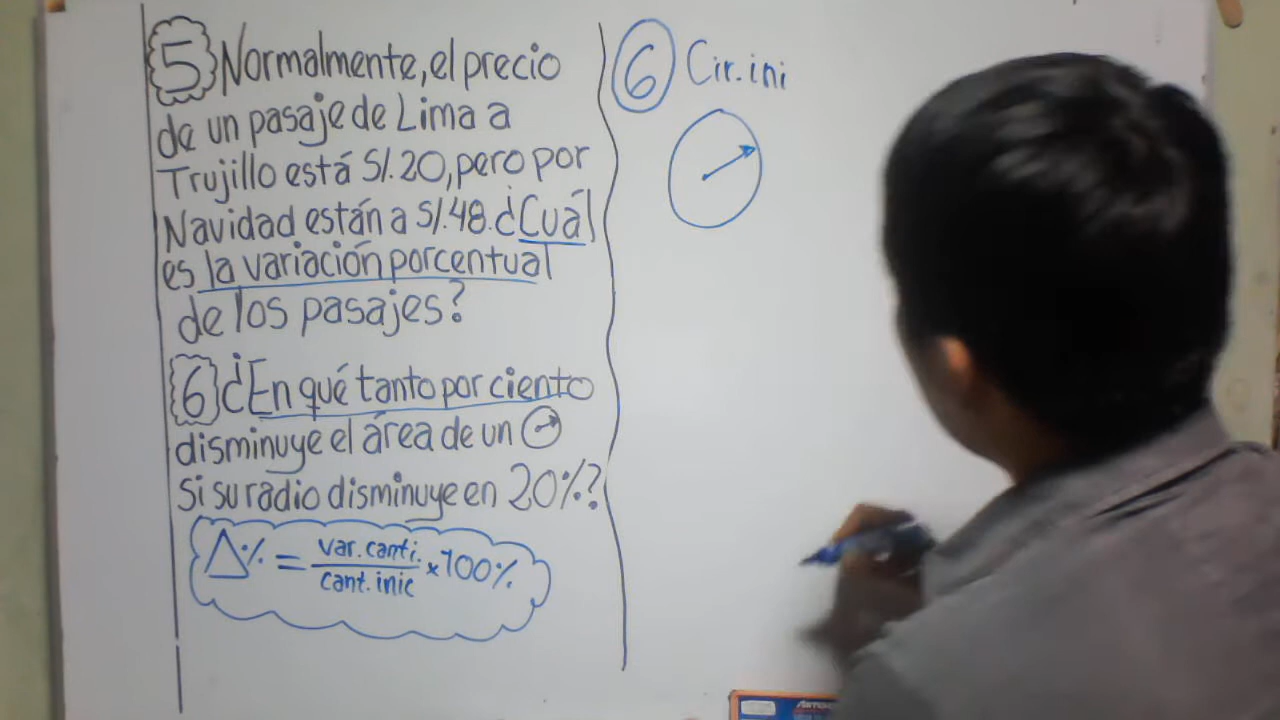 5 Normalmente, el precio
de un pasaje de Lima a
Trujillo está S/.20, pero por
Navidad están a S/.48. ¿Cuál
es la variación porcentual
de los pasajes?
6 ¿En qué tanto por ciento
disminuye el área de un
si su radio disminuye en 20%?
Δ% = var. canti. / cant. inic × 100%
6 Cir. ini